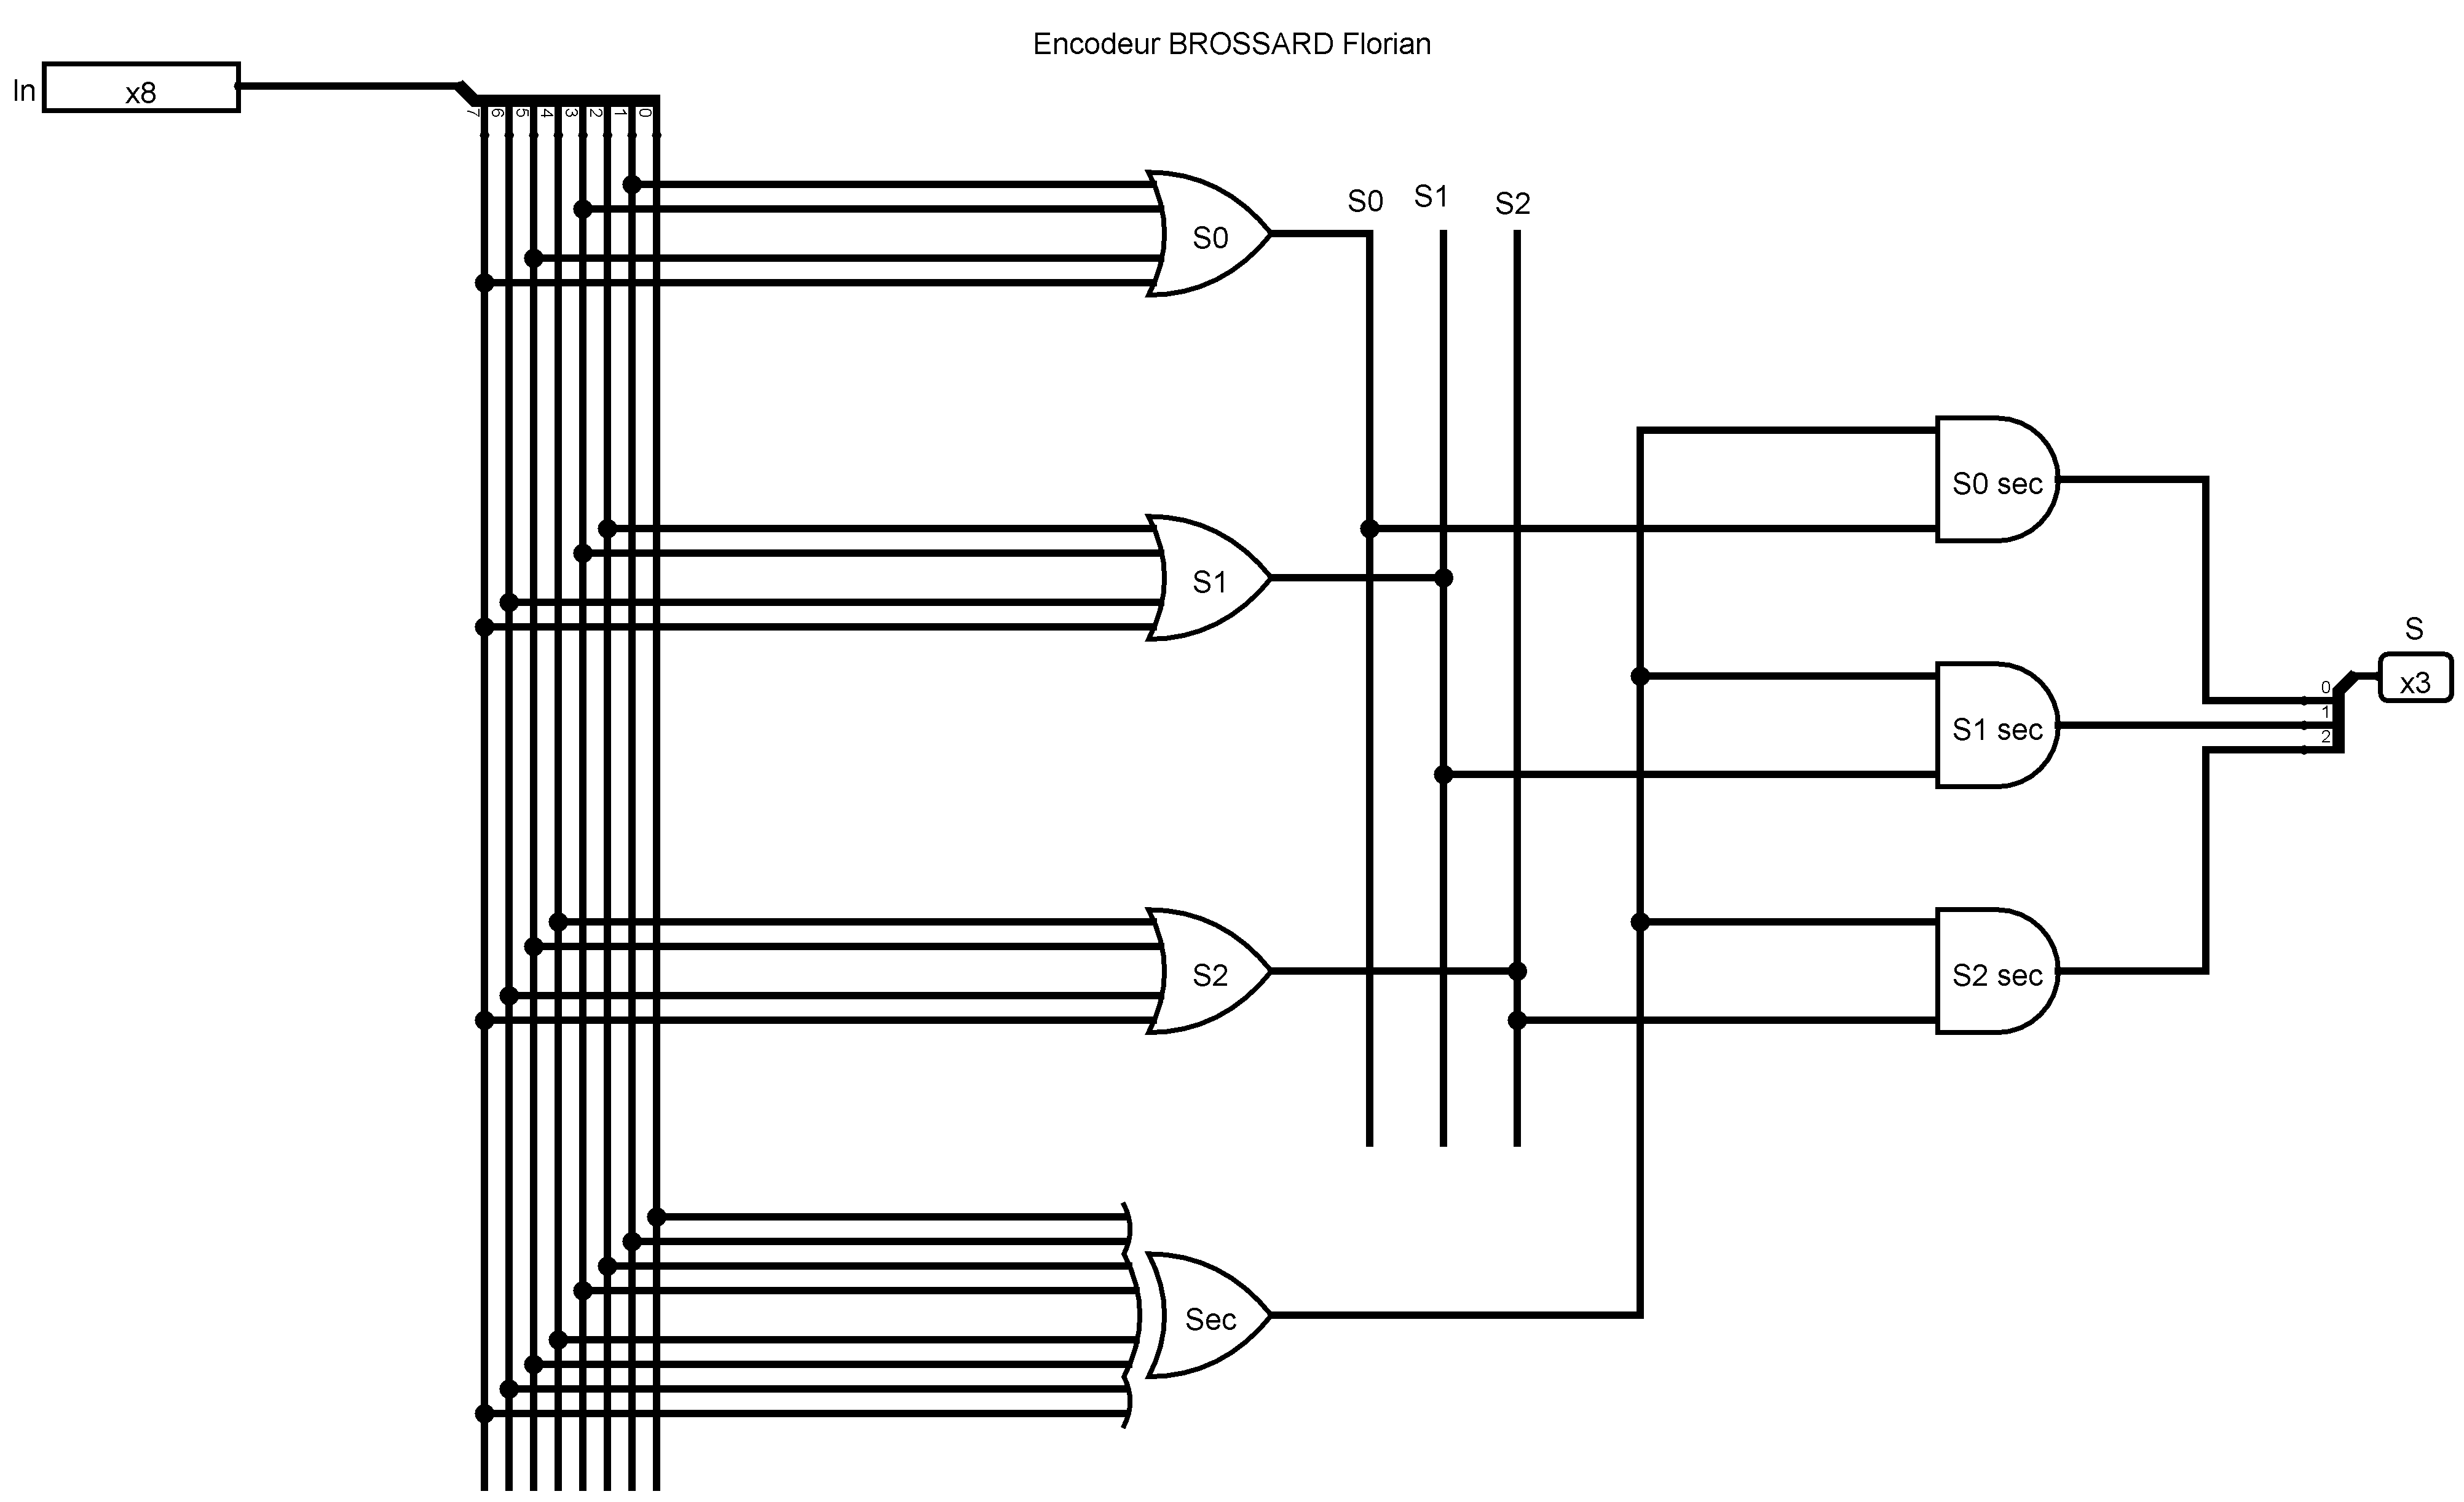 Encodeur BROSSARD Florian
In
x8
7 6 5 4 3 2 1 0
S0 S1 S2
S0
S0 sec
S1
S
x3
0
1
2
S1 sec
S2
S2 sec
Sec